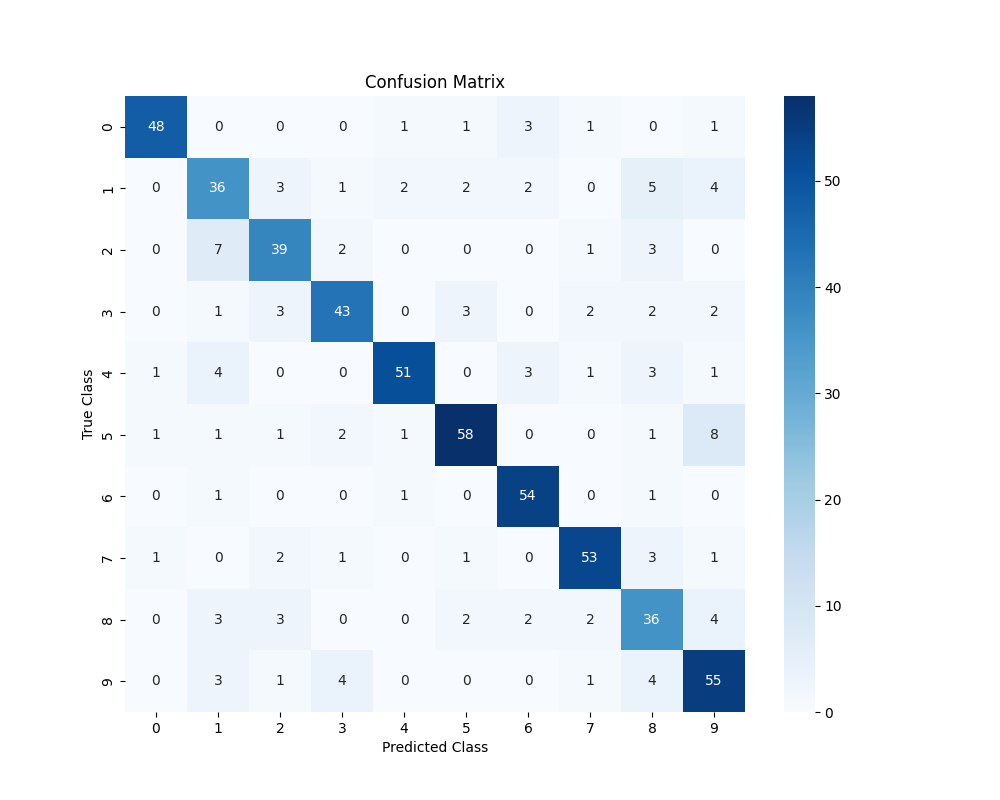 Confusion Matrix
0 48 0 0 0 1 1 3 1 0 1
1 0 36 3 1 2 2 2 0 5 4
2 0 7 39 2 0 0 0 1 3 0
3 0 1 3 43 0 3 0 2 2 2
4 1 4 0 0 51 0 3 1 3 1
5 1 1 1 2 1 58 0 0 1 8
6 0 1 0 0 1 0 54 0 1 0
7 1 0 2 1 0 1 0 53 3 1
8 0 3 3 0 0 2 2 2 36 4
9 0 3 1 4 0 0 0 1 4 55
0 1 2 3 4 5 6 7 8 9
True Class
Predicted Class
50
40
30
20
10
0